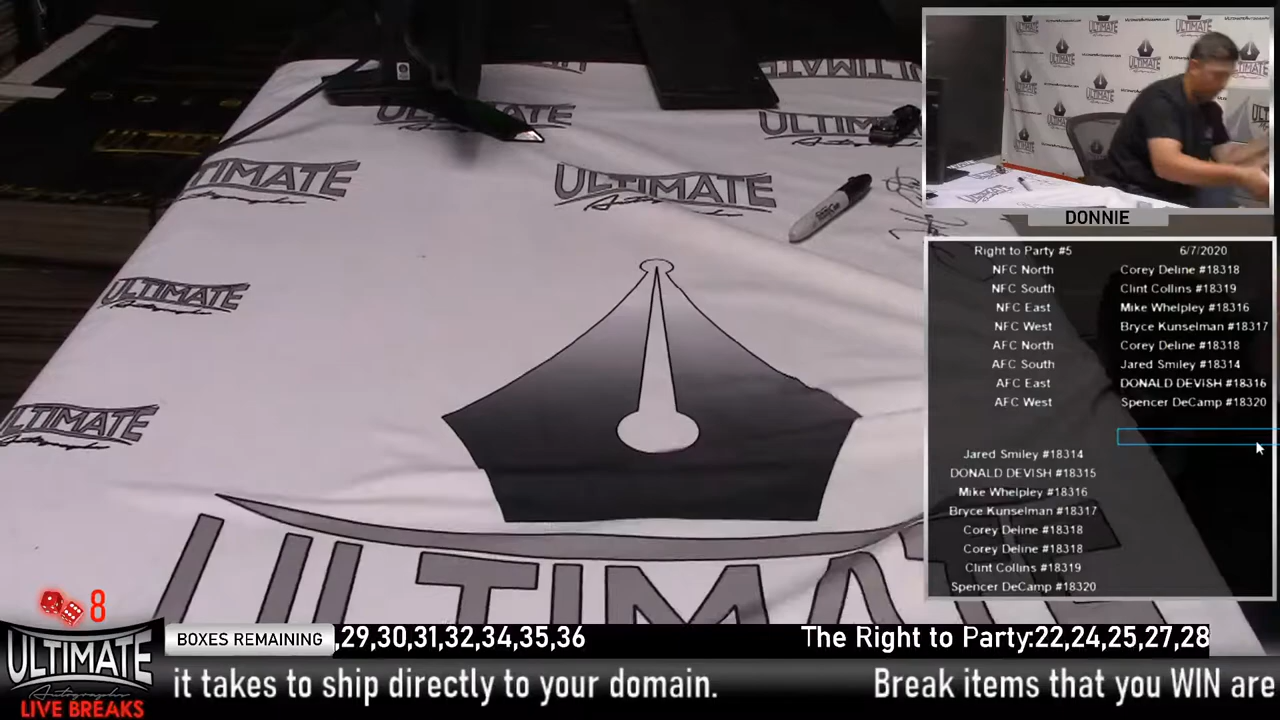 ULTIMATE
ULTIMATE
ULTIMATE
ULTIMATE
ULTIMATE
Autographs
ULTIMATE
Autographs
ULTIMATE
ULTIMATE
ULTIMATE
DONNIE
Right to Party #5 6/7/2020
NFC North Corey Deline #18318
NFC South Clint Collins #18319
NFC East Mike Whelpley #18316
NFC West Bryce Kunselman #18317
AFC North Corey Deline #18318
AFC South Jared Smiley #18314
AFC East DONALD DEVISH #18316
AFC West Spencer DeCamp #18320
Jared Smiley #18314
DONALD DEVISH #18315
Mike Whelpley #18316
Bryce Kunselman #18317
Corey Deline #18318
Corey Deline #18318
Clint Collins #18319
Spencer DeCamp #18320
8
BOXES REMAINING ,29,30,31,32,34,35,36 The Right to Party:22,24,25,27,28
ULTIMATE
Autographs
LIVE BREAKS
it takes to ship directly to your domain. Break items that you WIN are